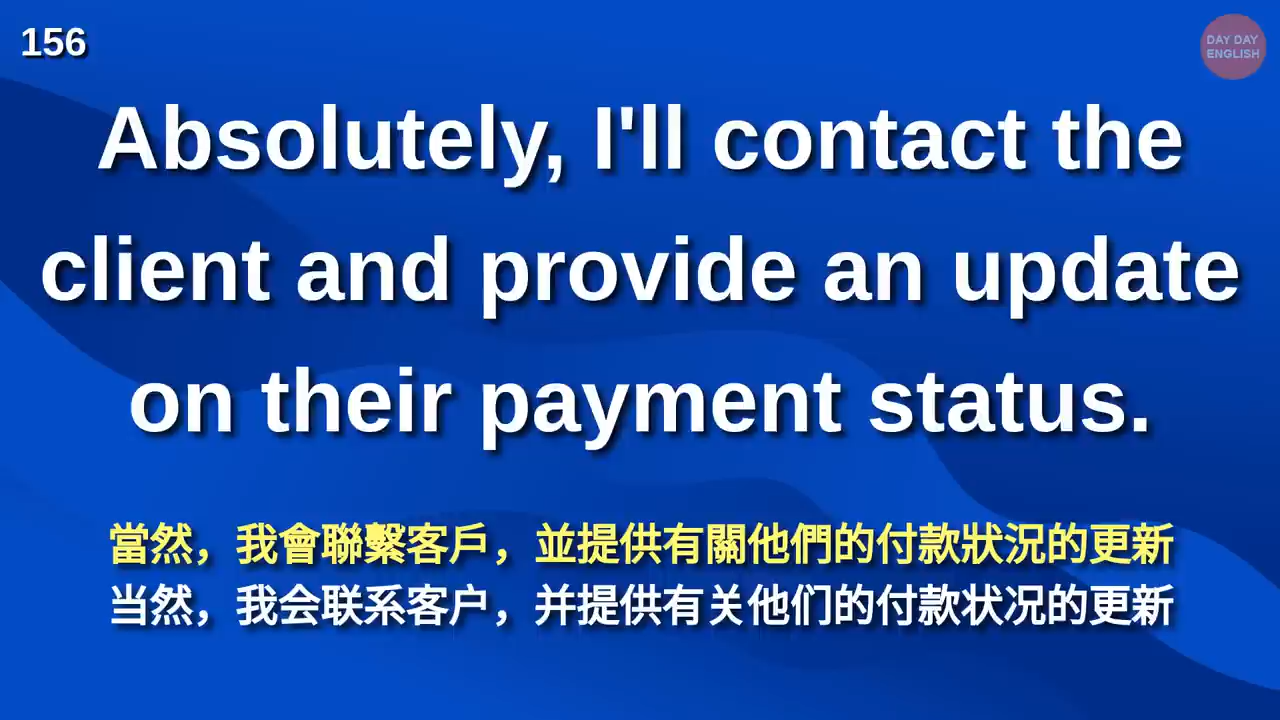 156
DAY DAY
ENGLISH
Absolutely, I'll contact the
client and provide an update
on their payment status.
當然，我會聯繫客戶，並提供有關他們的付款狀況的更新
当然，我会联系客户，并提供有关他们的付款状况的更新